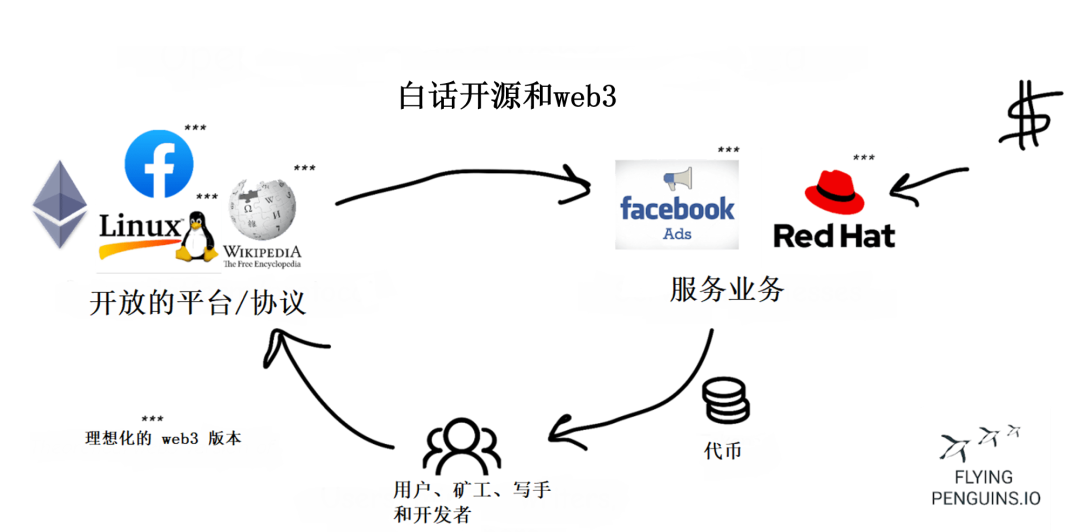 白话开源和web3
$
***
***
***
***
***
Linux
WIKIPEDIA
The Free Encyclopedia
facebook
Ads
Red Hat
开放的平台/协议
服务业务
***
理想化的 web3 版本
代币
用户、矿工、写手
和开发者
FLYING
PENGUINS.IO